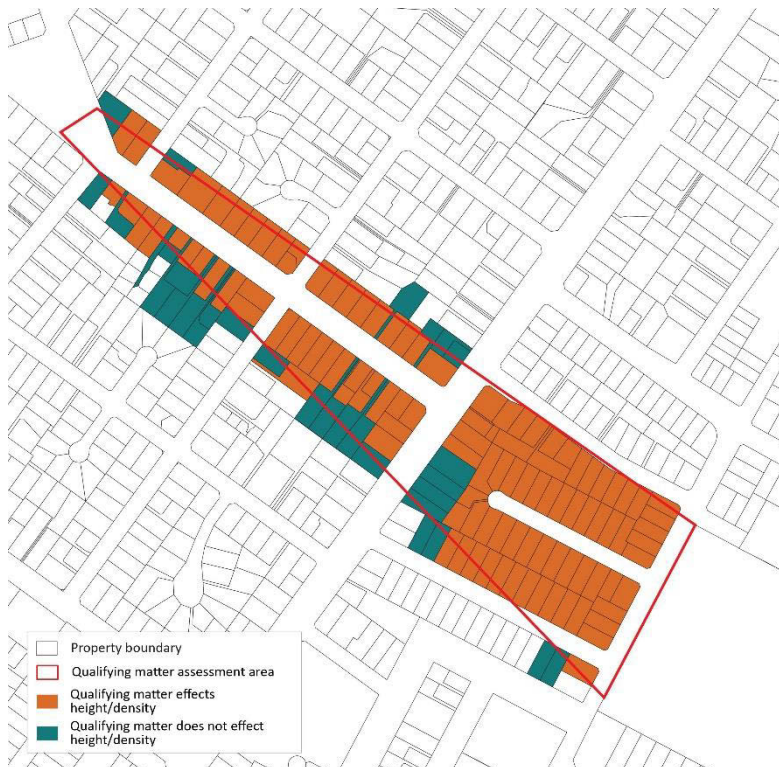 Property boundary
Qualifying matter assessment area
Qualifying matter effects
height/density
Qualifying matter does not effect
height/density